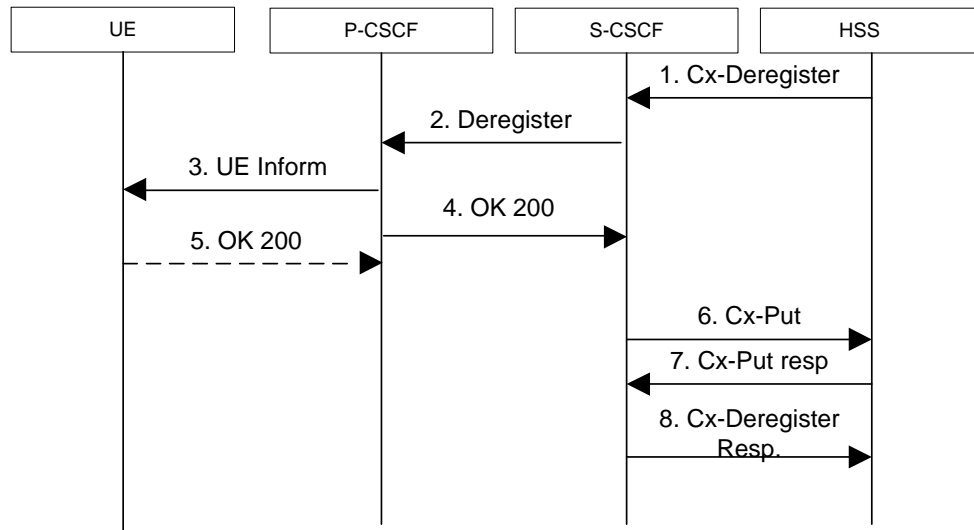 UE
P-CSCF
S-CSCF
HSS
1. Cx-Deregister
2. Deregister
3. UE Inform
4. OK 200
5. OK 200
6. Cx-Put
7. Cx-Put resp
8. Cx-Deregister
Resp.